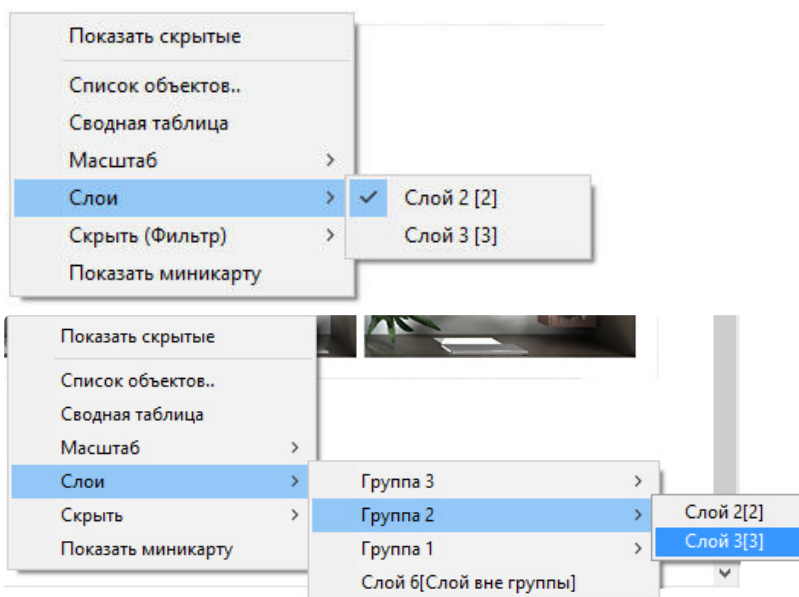 Показать скрытые
Список объектов..
Сводная таблица
Масштаб
Слои
Скрыть (Фильтр)
Показать миникарту
Слой 2 [2]
Слой 3 [3]
Показать скрытые
Список объектов..
Сводная таблица
Масштаб
Слои
Скрыть
Показать миникарту
Группа 3
Группа 2
Группа 1
Слой 6[Слой вне группы]
Слой 2[2]
Слой 3[3]